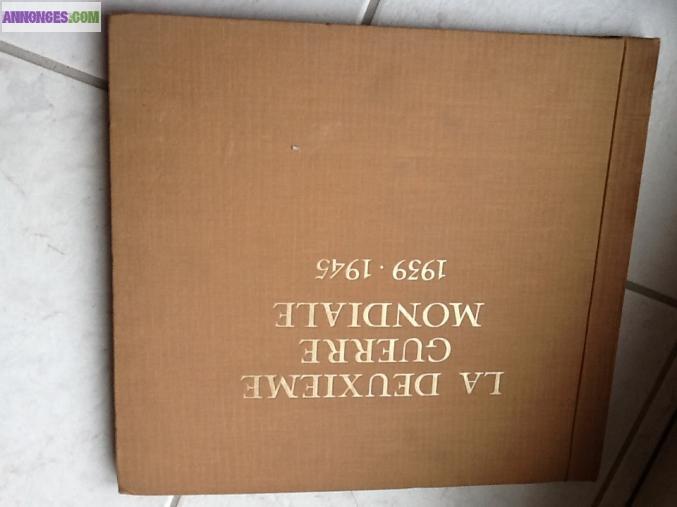 ANNONCES.COM
LA DEUXIEME
GUERRE
MONDIALE
1939 · 1945